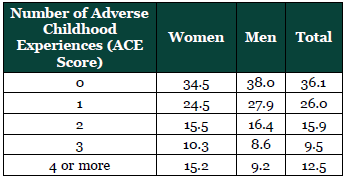 Number of Adverse
Childhood
Experiences (ACE
Score)
Women Men Total
0 34.5 38.0 36.1
1 24.5 27.9 26.0
2 15.5 16.4 15.9
3 10.3 8.6 9.5
4 or more 15.2 9.2 12.5